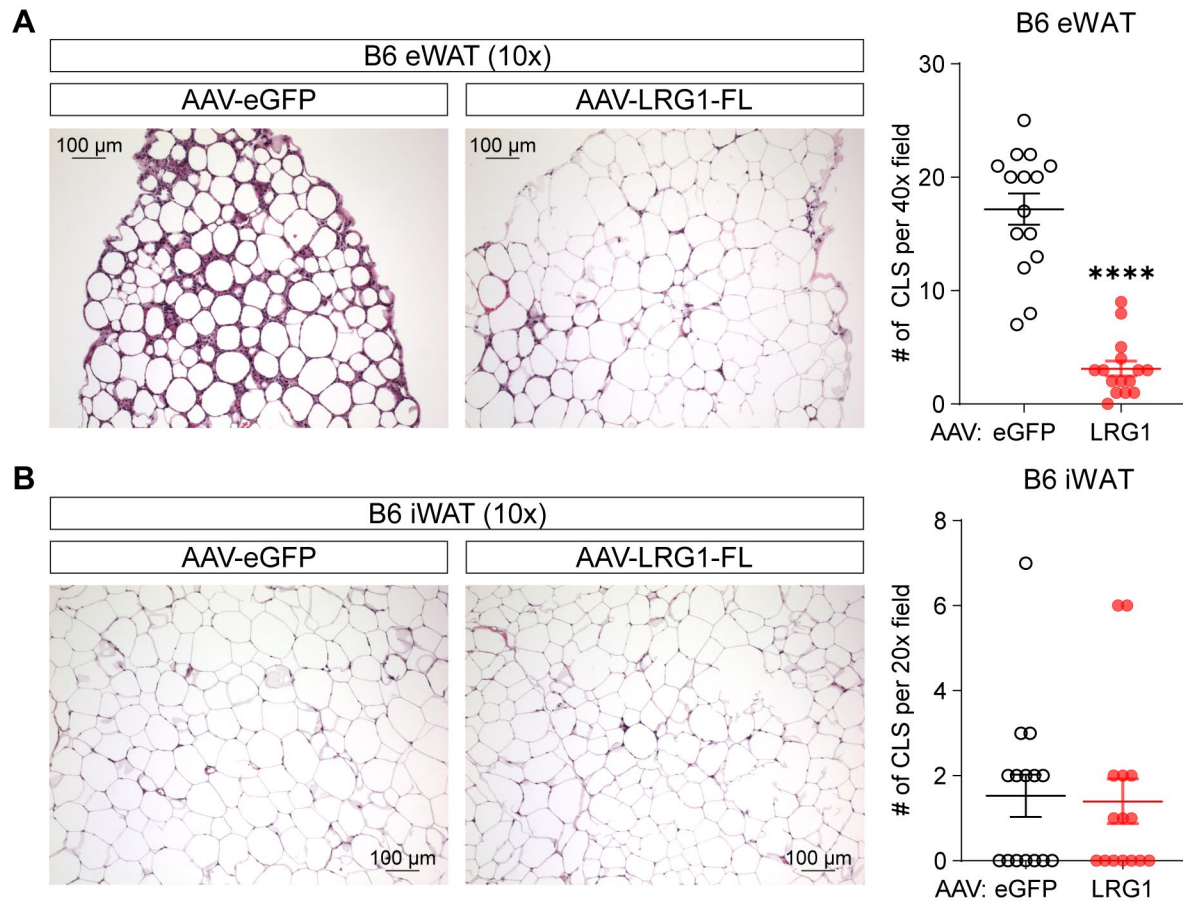 A
B6 eWAT (10x)
AAV-eGFP
AAV-LRG1-FL
100 µm
100 µm
B6 eWAT
# of CLS per 40x field
30
20
10
0
****
AAV: eGFP LRG1
B
B6 iWAT (10x)
AAV-eGFP
AAV-LRG1-FL
100 µm
100 µm
B6 iWAT
# of CLS per 20x field
8
6
4
2
0
AAV: eGFP LRG1